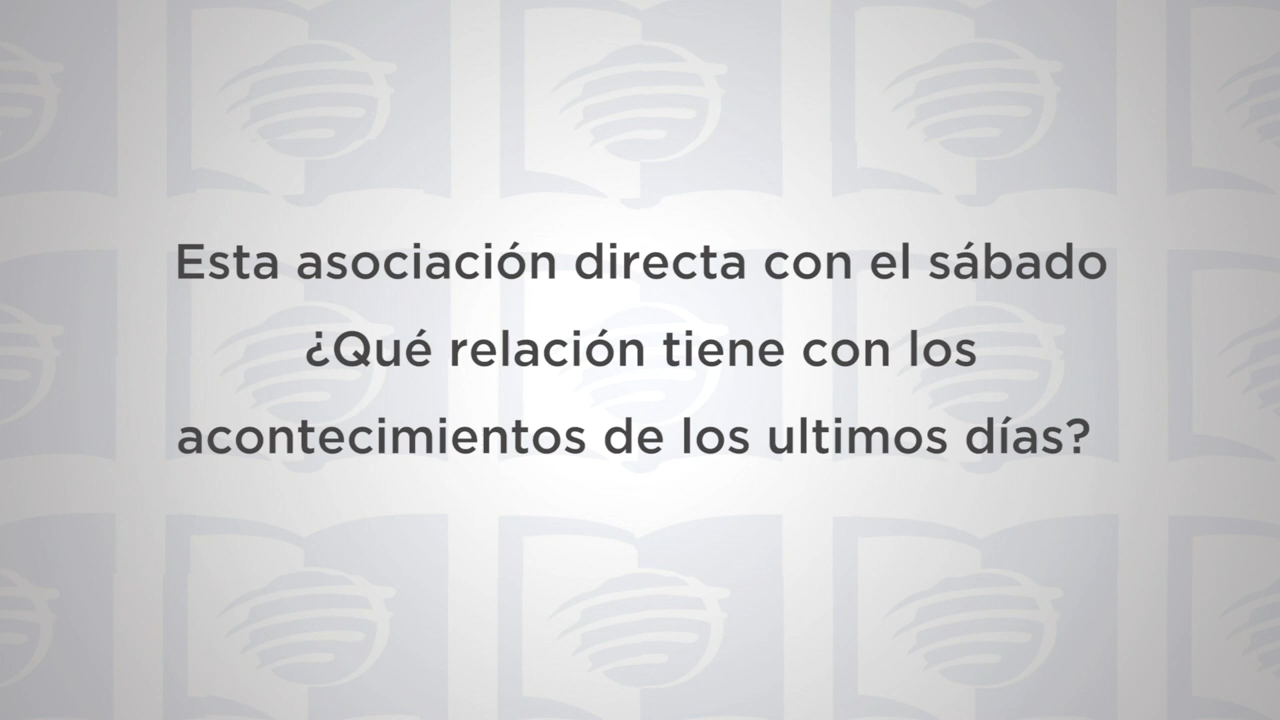 Esta asociación directa con el sábado
¿Qué relación tiene con los
acontecimientos de los ultimos días?